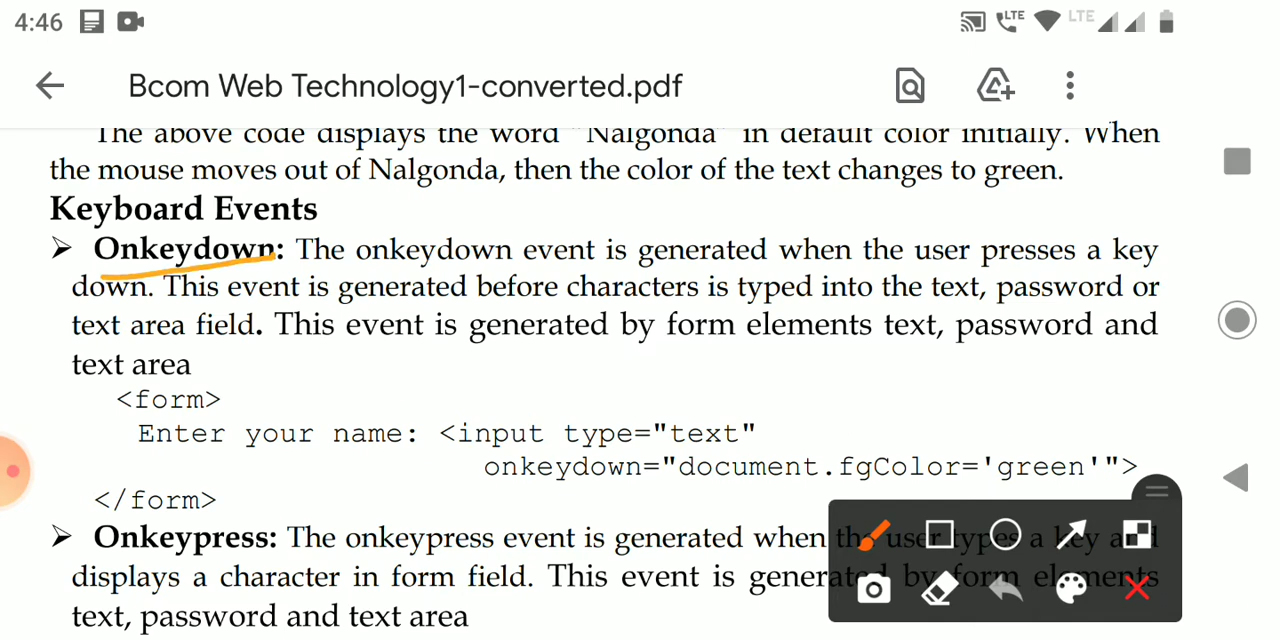 4:46 LTE LTE
Bcom Web Technology1-converted.pdf
The above code displays the word "Nalgonda" in default color initially. When
the mouse moves out of Nalgonda, then the color of the text changes to green.
Keyboard Events
➢ Onkeydown: The onkeydown event is generated when the user presses a key
down. This event is generated before characters is typed into the text, password or
text area field. This event is generated by form elements text, password and
text area
<form>
Enter your name: <input type="text"
onkeydown="document.fgColor='green'">
</form>
➢ Onkeypress: The onkeypress event is generated when the user types a key and
displays a character in form field. This event is generated by form elements
text, password and text area